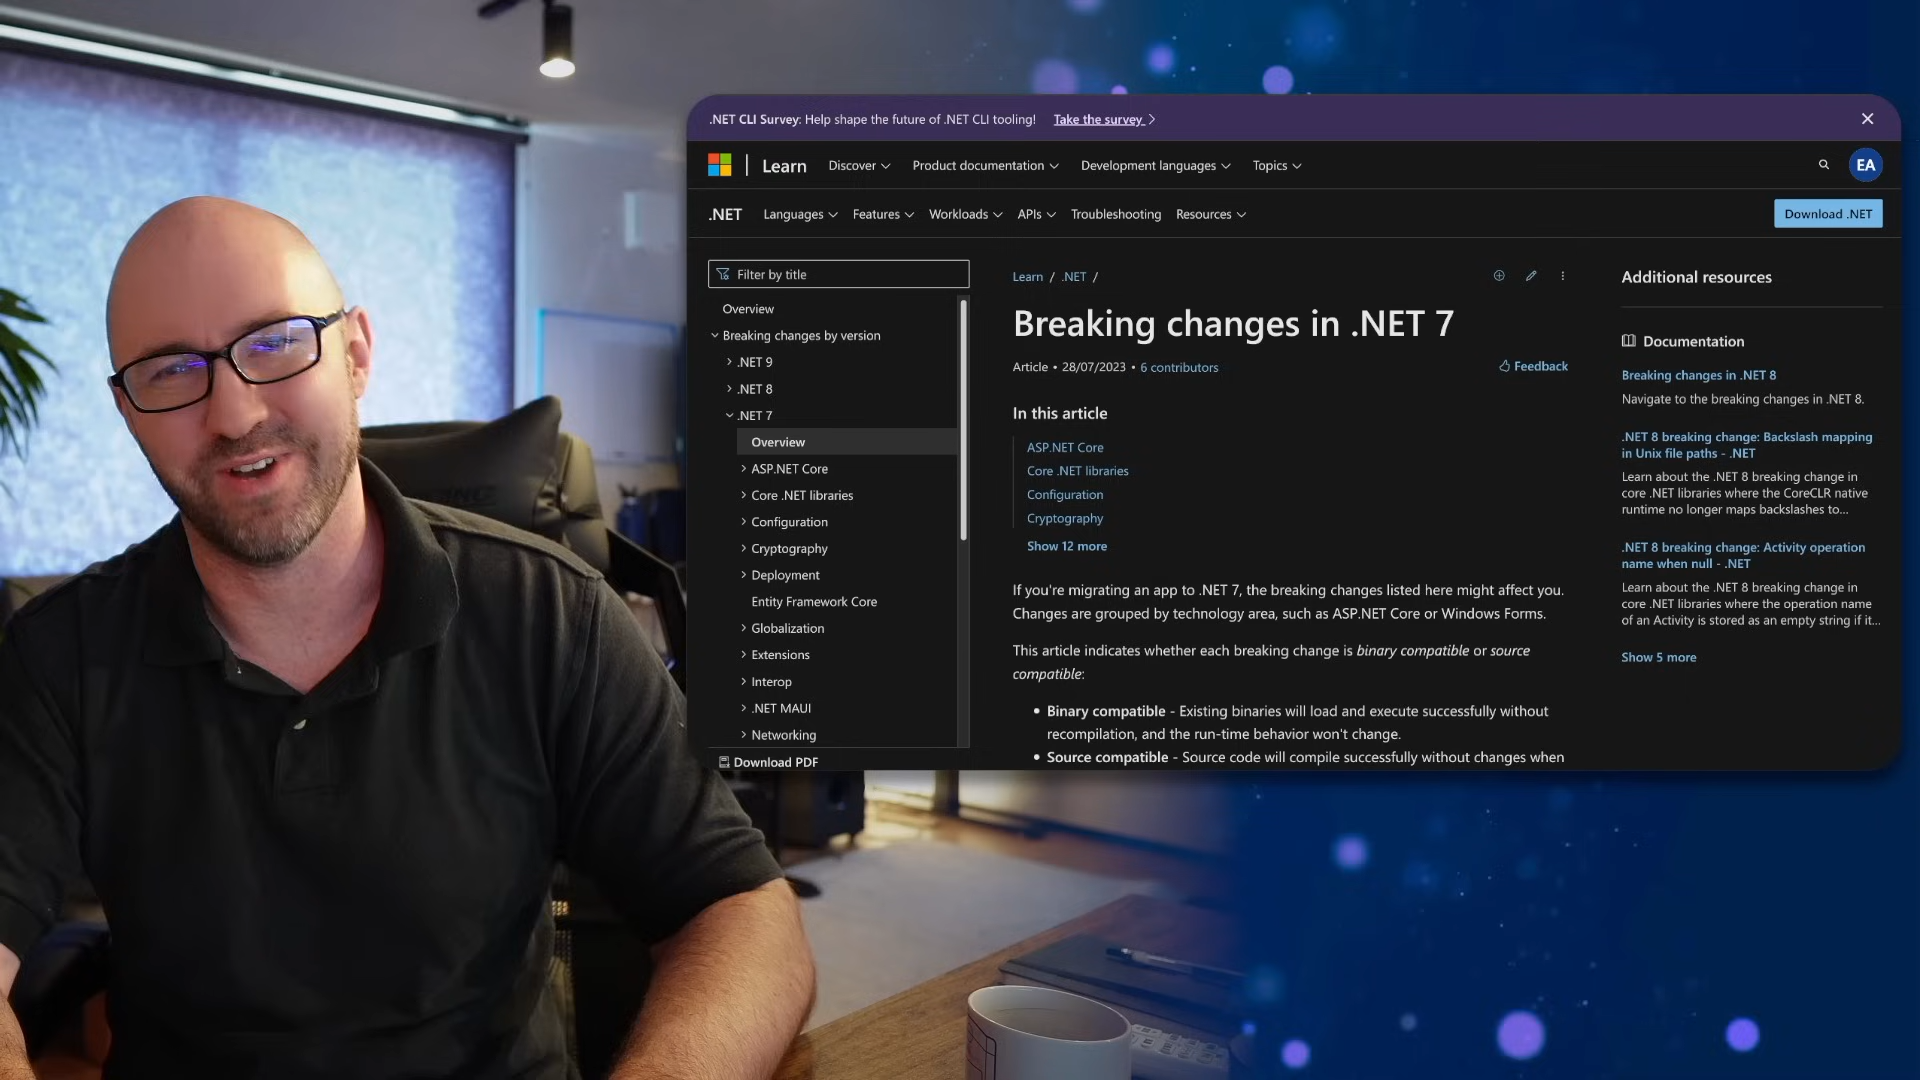 .NET CLI Survey: Help shape the future of .NET CLI tooling! Take the survey
Learn Discover Product documentation Development languages Topics
EA
.NET Languages Features Workloads APIs Troubleshooting Resources
Download .NET
Filter by title
Overview
Breaking changes by version
.NET 9
.NET 8
.NET 7
Overview
ASP.NET Core
Core .NET libraries
Configuration
Cryptography
Deployment
Entity Framework Core
Globalization
Extensions
Interop
.NET MAUI
Networking
Download PDF
Learn / .NET /
Breaking changes in .NET 7
Article • 28/07/2023 • 6 contributors
Feedback
In this article
ASP.NET Core
Core .NET libraries
Configuration
Cryptography
Show 12 more
If you're migrating an app to .NET 7, the breaking changes listed here might affect you.
Changes are grouped by technology area, such as ASP.NET Core or Windows Forms.
This article indicates whether each breaking change is binary compatible or source
compatible:
• Binary compatible - Existing binaries will load and execute successfully without
recompilation, and the run-time behavior won't change.
• Source compatible - Source code will compile successfully without changes when
Additional resources
Documentation
Breaking changes in .NET 8
Navigate to the breaking changes in .NET 8.
.NET 8 breaking change: Backslash mapping
in Unix file paths - .NET
Learn about the .NET 8 breaking change in
core .NET libraries where the CoreCLR native
runtime no longer maps backslashes to...
.NET 8 breaking change: Activity operation
name when null - .NET
Learn about the .NET 8 breaking change in
core .NET libraries where the operation name
of an Activity is stored as an empty string if it...
Show 5 more